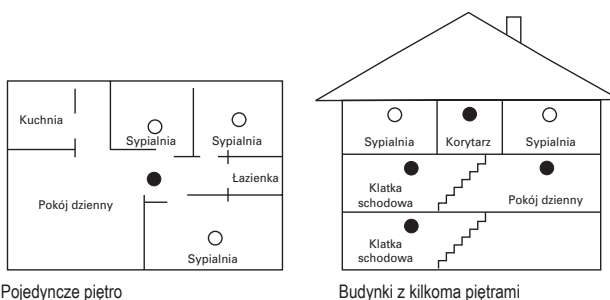 Kuchnia
Sypialnia
Sypialnia
Łazienka
Pokój dzienny
Sypialnia
Pojedyncze piętro
Sypialnia
Korytarz
Sypialnia
Klatka
schodowa
Pokój dzienny
Klatka
schodowa
Budynki z kilkoma piętrami